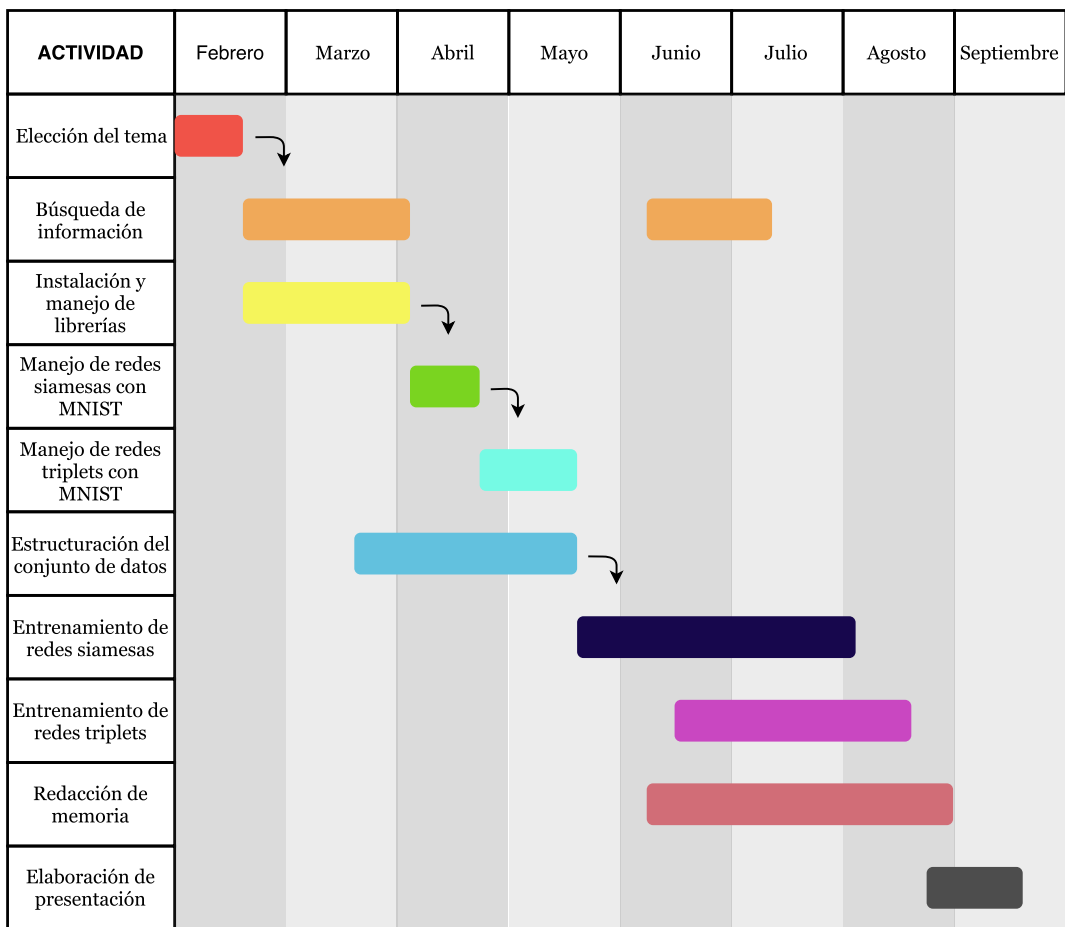 ACTIVIDAD
Febrero
Marzo
Abril
Mayo
Junio
Julio
Agosto
Septiembre
Elección del tema
Búsqueda de
información
Instalación y
manejo de
librerías
Manejo de redes
siamesas con
MNIST
Manejo de redes
triplets con
MNIST
Estructuración del
conjunto de datos
Entrenamiento de
redes siamesas
Entrenamiento de
redes triplets
Redacción de
memoria
Elaboración de
presentación